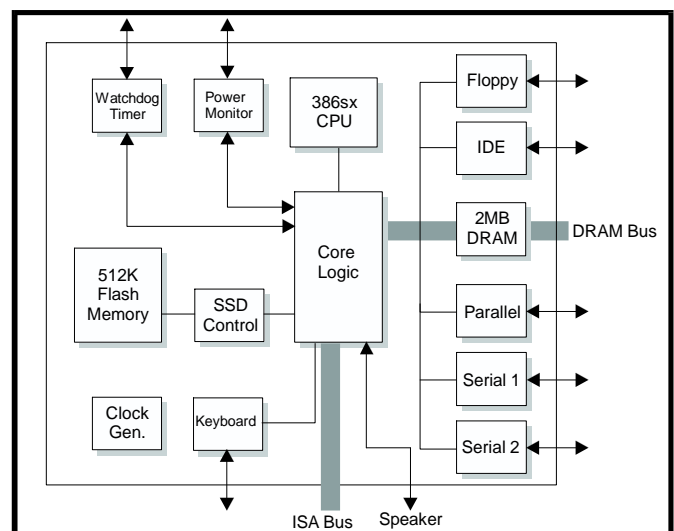 Watchdog
Timer
Power
Monitor
386sx
CPU
Floppy
IDE
2MB
DRAM
DRAM Bus
Core
Logic
512K
Flash
Memory
SSD
Control
Parallel
Serial 1
Clock
Gen.
Keyboard
Serial 2
ISA Bus
Speaker